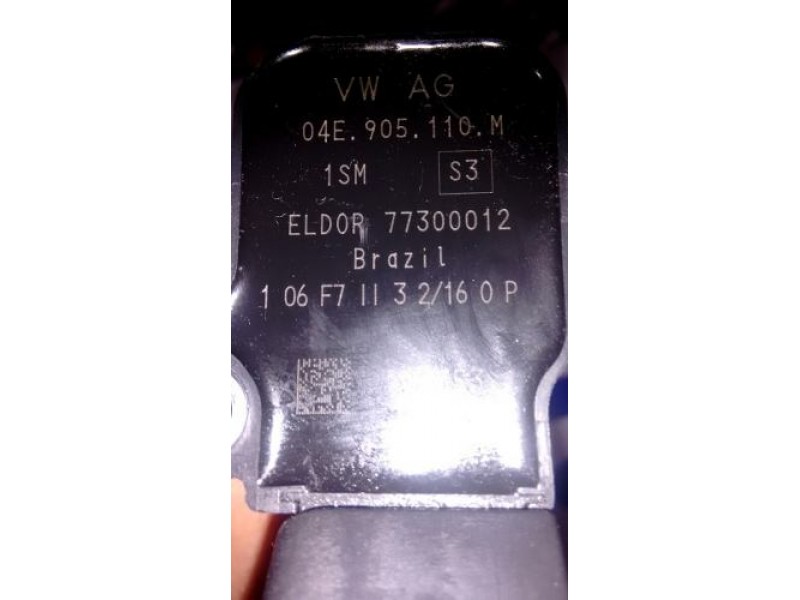 VW AG
04E.905.110.M
1SM S3
ELDOR 77300012
Brazil
1 06 F7 II 3 2/16 0 P